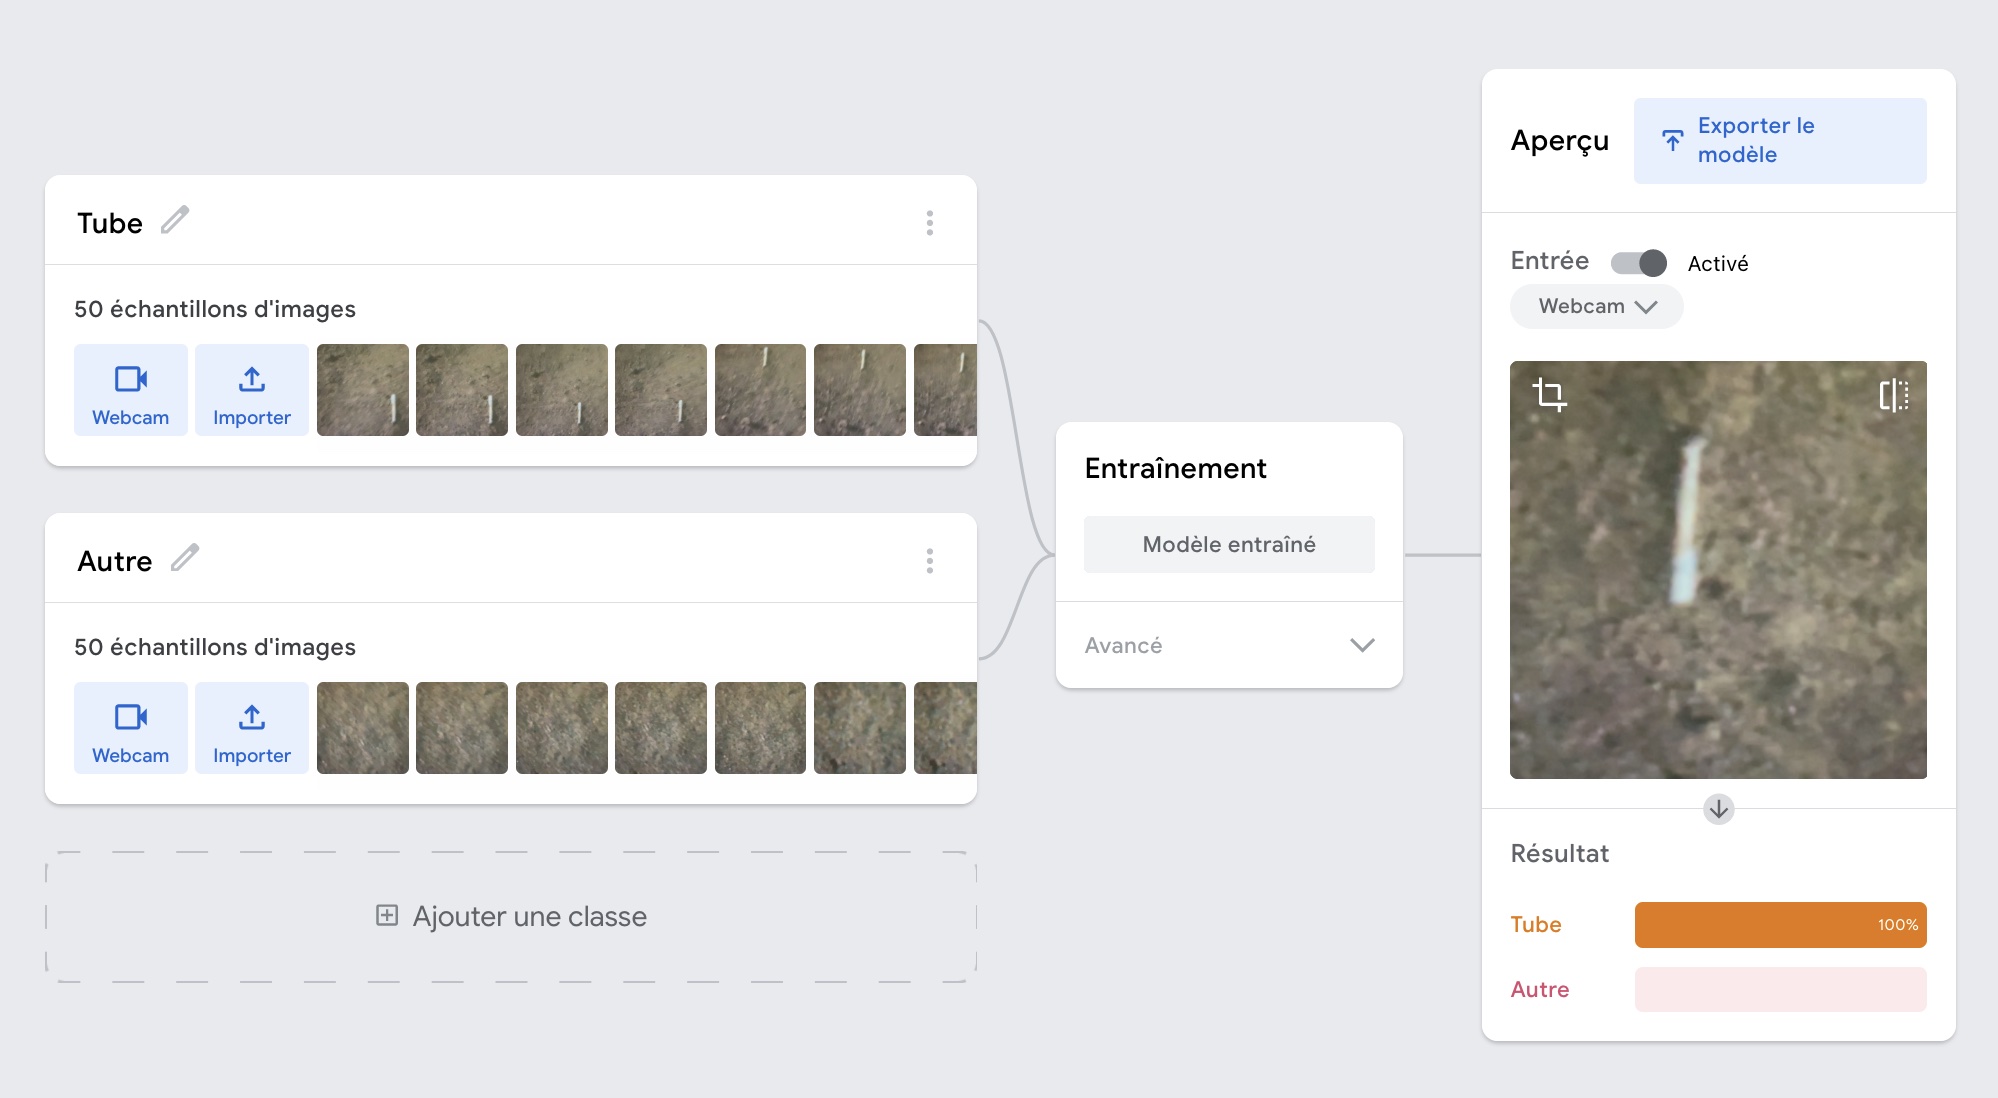 Tube
50 échantillons d'images
Webcam
Importer
Autre
50 échantillons d'images
Webcam
Importer
Ajouter une classe
Entraînement
Modèle entraîné
Avancé
Aperçu
Exporter le
modèle
Entrée
Activé
Webcam
Résultat
Tube
100%
Autre